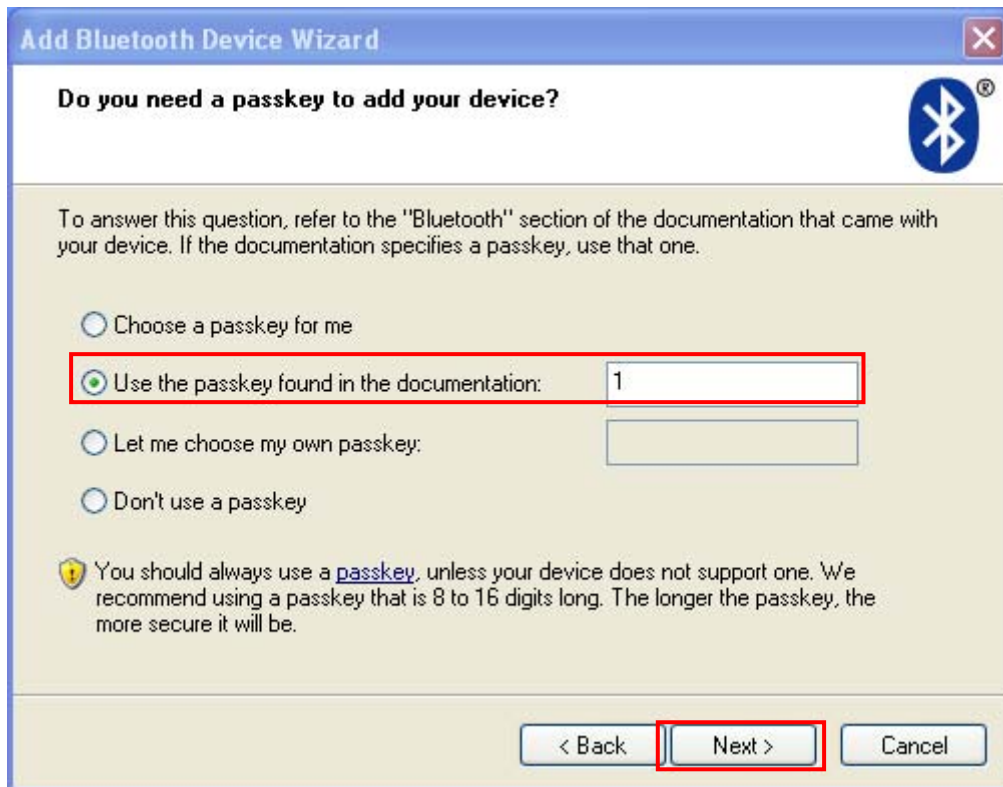 Add Bluetooth Device Wizard
Do you need a passkey to add your device?
®
To answer this question, refer to the "Bluetooth" section of the documentation that came with
your device. If the documentation specifies a passkey, use that one.
Choose a passkey for me
Use the passkey found in the documentation: 1
Let me choose my own passkey:
Don't use a passkey
You should always use a passkey, unless your device does not support one. We
recommend using a passkey that is 8 to 16 digits long. The longer the passkey, the
more secure it will be.
< Back Next > Cancel